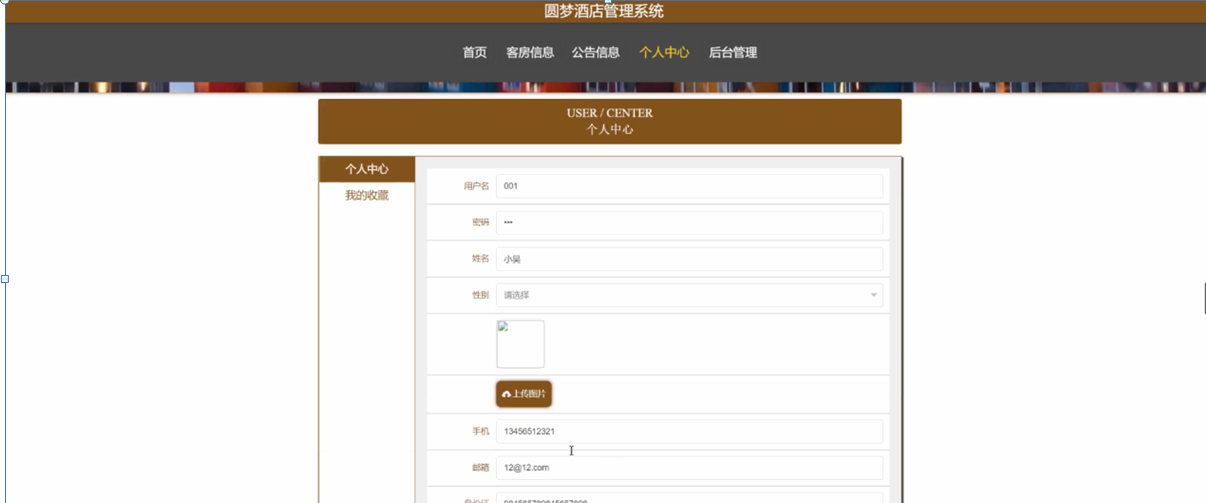 圆梦酒店管理系统
首页 客房信息 公告信息 个人中心 后台管理
USER / CENTER
个人中心
个人中心
我的收藏
用户名 001
密码 •••
姓名 小吴
性别 请选择
上传图片
手机 13456512321
邮箱 12@12.com